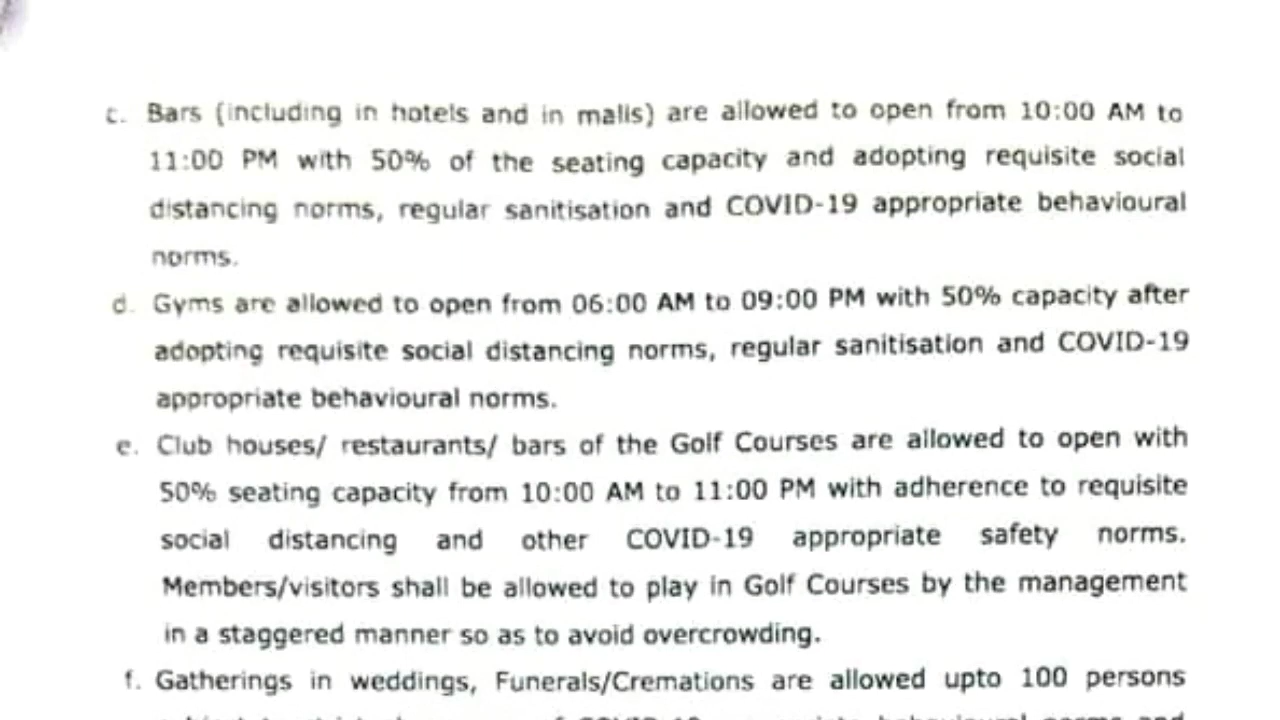 c. Bars (including in hotels and in malls) are allowed to open from 10:00 AM to
11:00 PM with 50% of the seating capacity and adopting requisite social
distancing norms, regular sanitisation and COVID-19 appropriate behavioural
norms.
d. Gyms are allowed to open from 06:00 AM to 09:00 PM with 50% capacity after
adopting requisite social distancing norms, regular sanitisation and COVID-19
appropriate behavioural norms.
e. Club houses/ restaurants/ bars of the Golf Courses are allowed to open with
50% seating capacity from 10:00 AM to 11:00 PM with adherence to requisite
social distancing and other COVID-19 appropriate safety norms.
Members/visitors shall be allowed to play in Golf Courses by the management
in a staggered manner so as to avoid overcrowding.
f. Gatherings in weddings, Funerals/Cremations are allowed upto 100 persons
of COVID-19 behavioural norms and